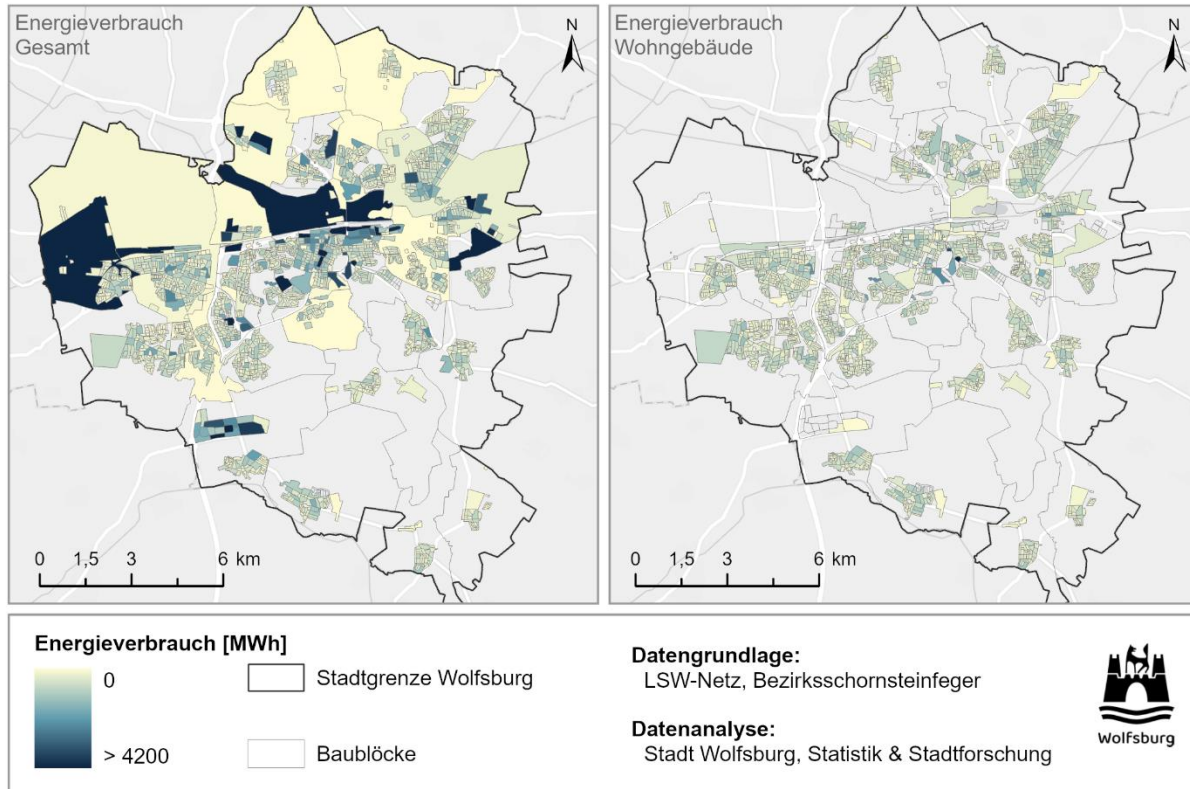 Energieverbrauch
Gesamt
N
0 1,5 3 6 km
Energieverbrauch
Wohngebäude
N
0 1,5 3 6 km
Energieverbrauch [MWh]
0
> 4200
Stadtgrenze Wolfsburg
Baublöcke
Datengrundlage:
LSW-Netz, Bezirksschornsteinfeger
Datenanalyse:
Stadt Wolfsburg, Statistik & Stadtforschung
Wolfsburg